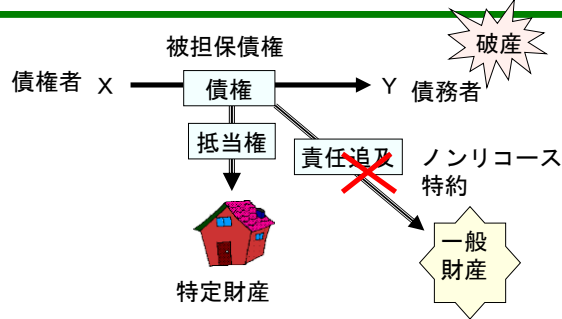 破産
被担保債権
債権者 X
債権
Y 債務者
抵当権
責任追及
ノンリコース
特約
一般
財産
特定財産